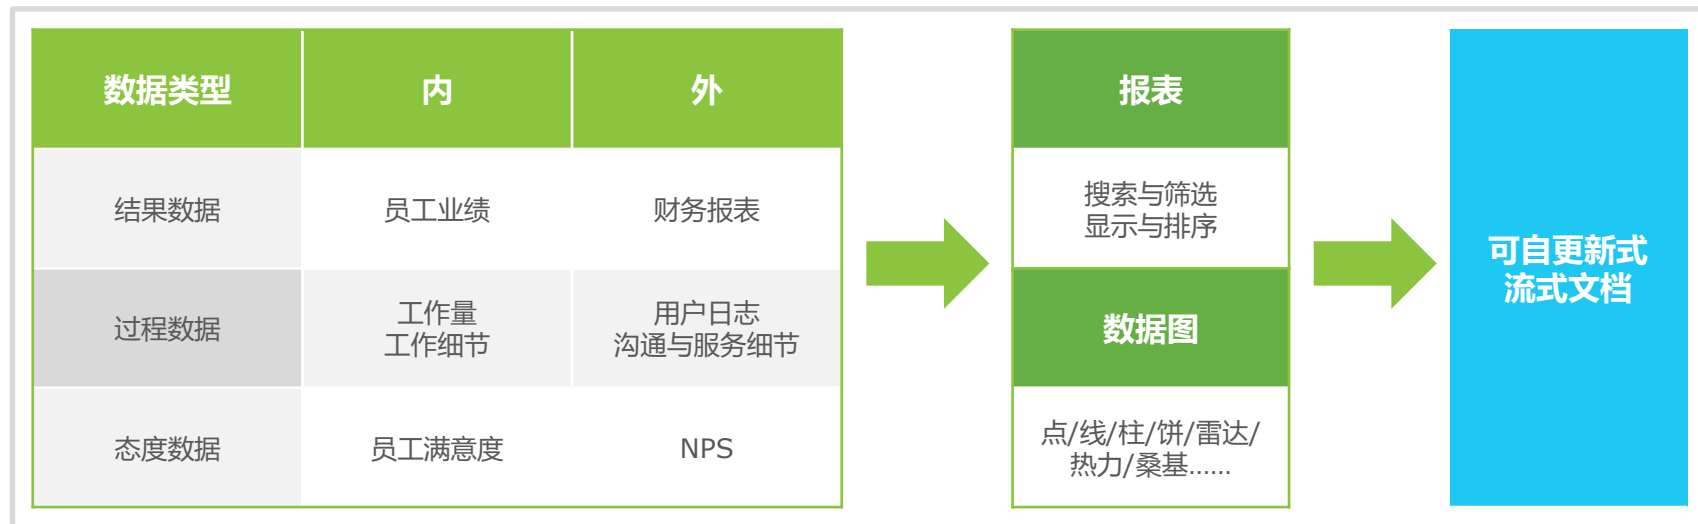 数据类型
内
外
结果数据
员工业绩
财务报表
过程数据
工作量
工作细节
用户日志
沟通与服务细节
态度数据
员工满意度
NPS
报表
搜索与筛选
显示与排序
数据图
点/线/柱/饼/雷达/
热力/桑基……
可自更新式
流式文档